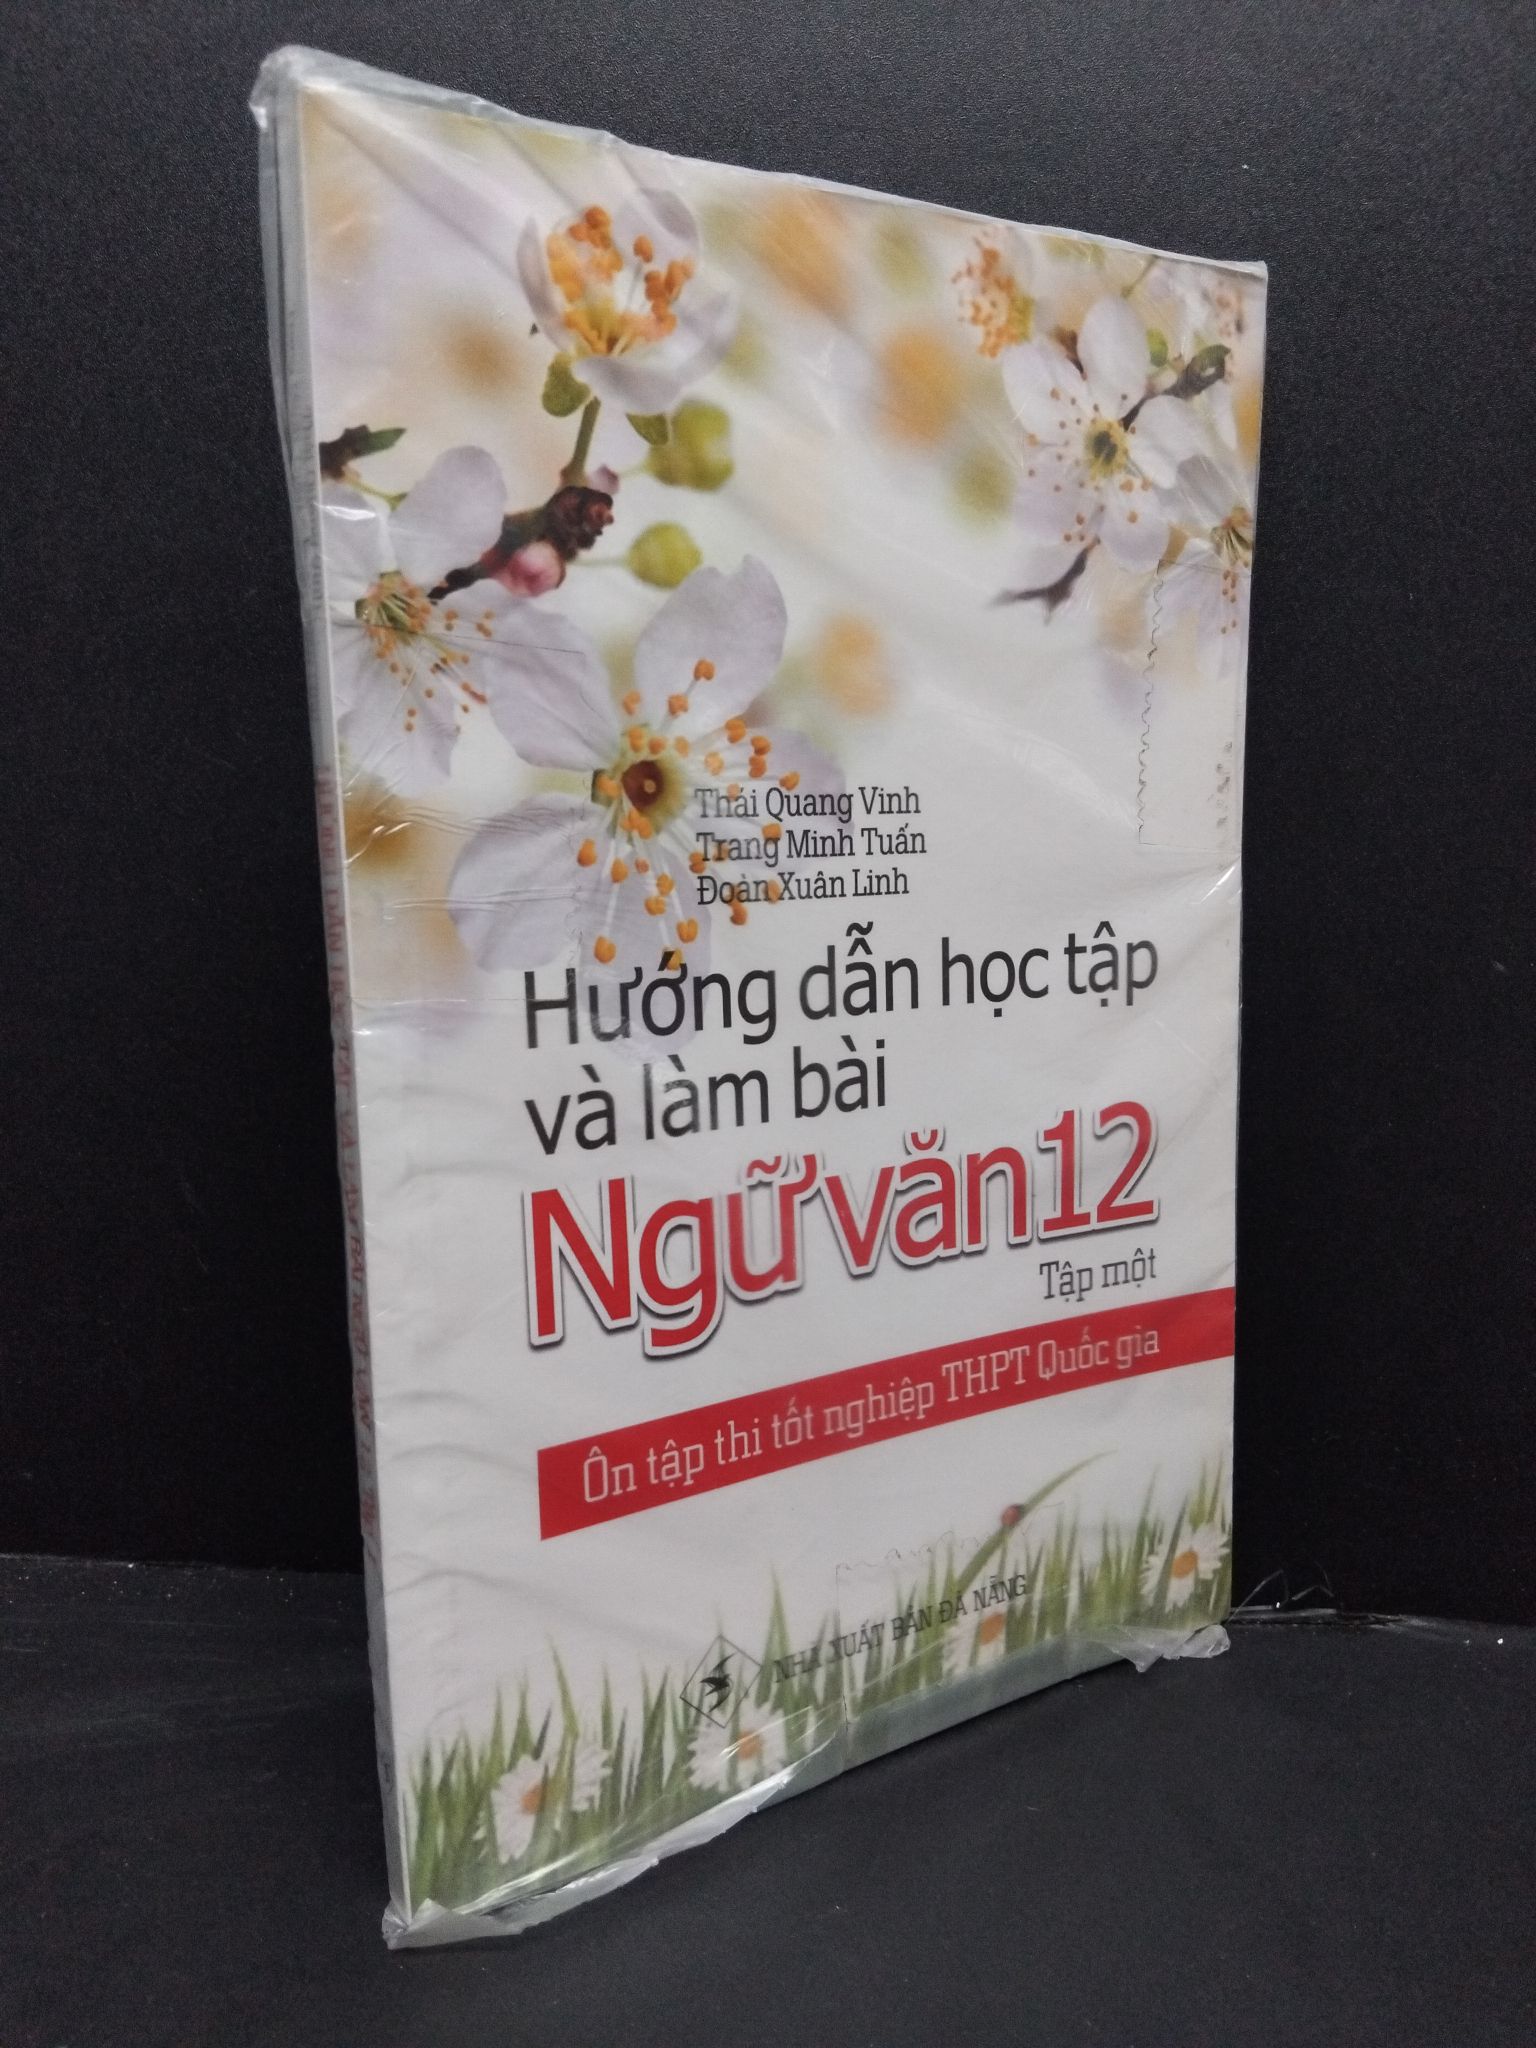 Thái Quang Vinh
Trang Minh Tuấn
Đoàn Xuân Linh
Hướng dẫn học tập
và làm bài
Ngữ văn 12
Tập một
Ôn tập thi tốt nghiệp THPT Quốc gia
NHÀ XUẤT BẢN ĐÀ NẴNG